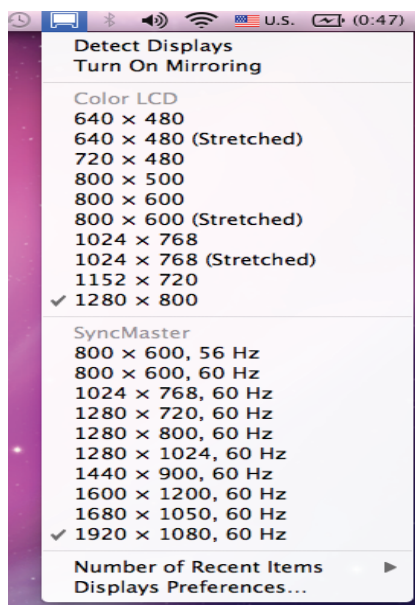 U.S. (0:47)
Detect Displays
Turn On Mirroring
Color LCD
640 × 480
640 × 480 (Stretched)
720 × 480
800 × 500
800 × 600
800 × 600 (Stretched)
1024 × 768
1024 × 768 (Stretched)
1152 × 720
1280 × 800
SyncMaster
800 × 600, 56 Hz
800 × 600, 60 Hz
1024 × 768, 60 Hz
1280 × 720, 60 Hz
1280 × 800, 60 Hz
1280 × 1024, 60 Hz
1440 × 900, 60 Hz
1600 × 1200, 60 Hz
1680 × 1050, 60 Hz
1920 × 1080, 60 Hz
Number of Recent Items
Displays Preferences...